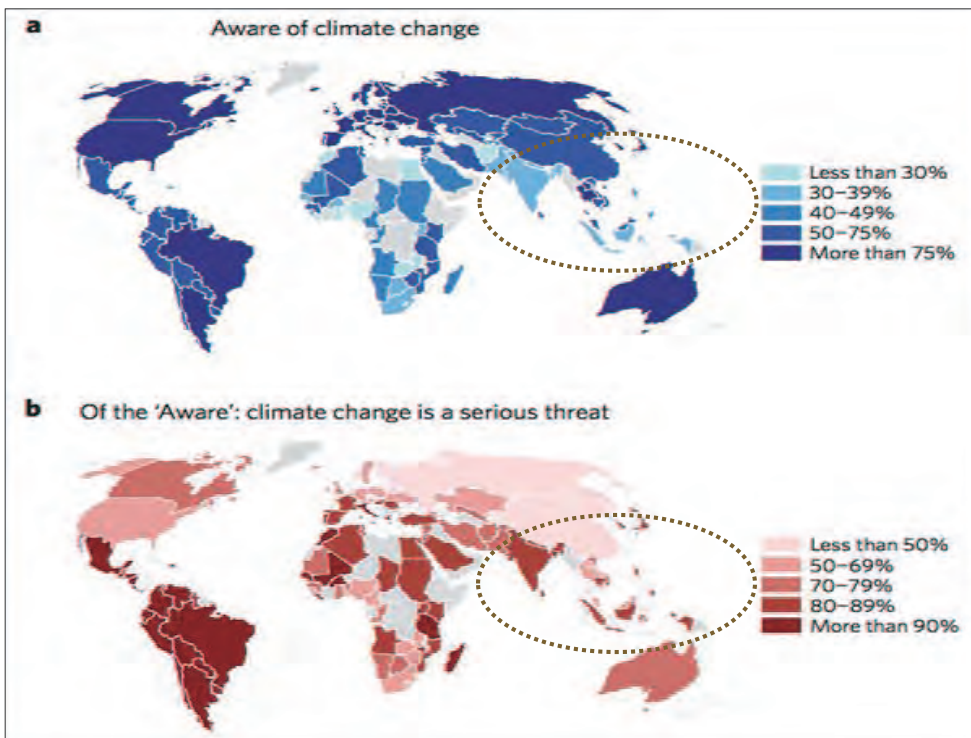 a Aware of climate change
Less than 30%
30–39%
40–49%
50–75%
More than 75%
b Of the ‘Aware’: climate change is a serious threat
Less than 50%
50–69%
70–79%
80–89%
More than 90%